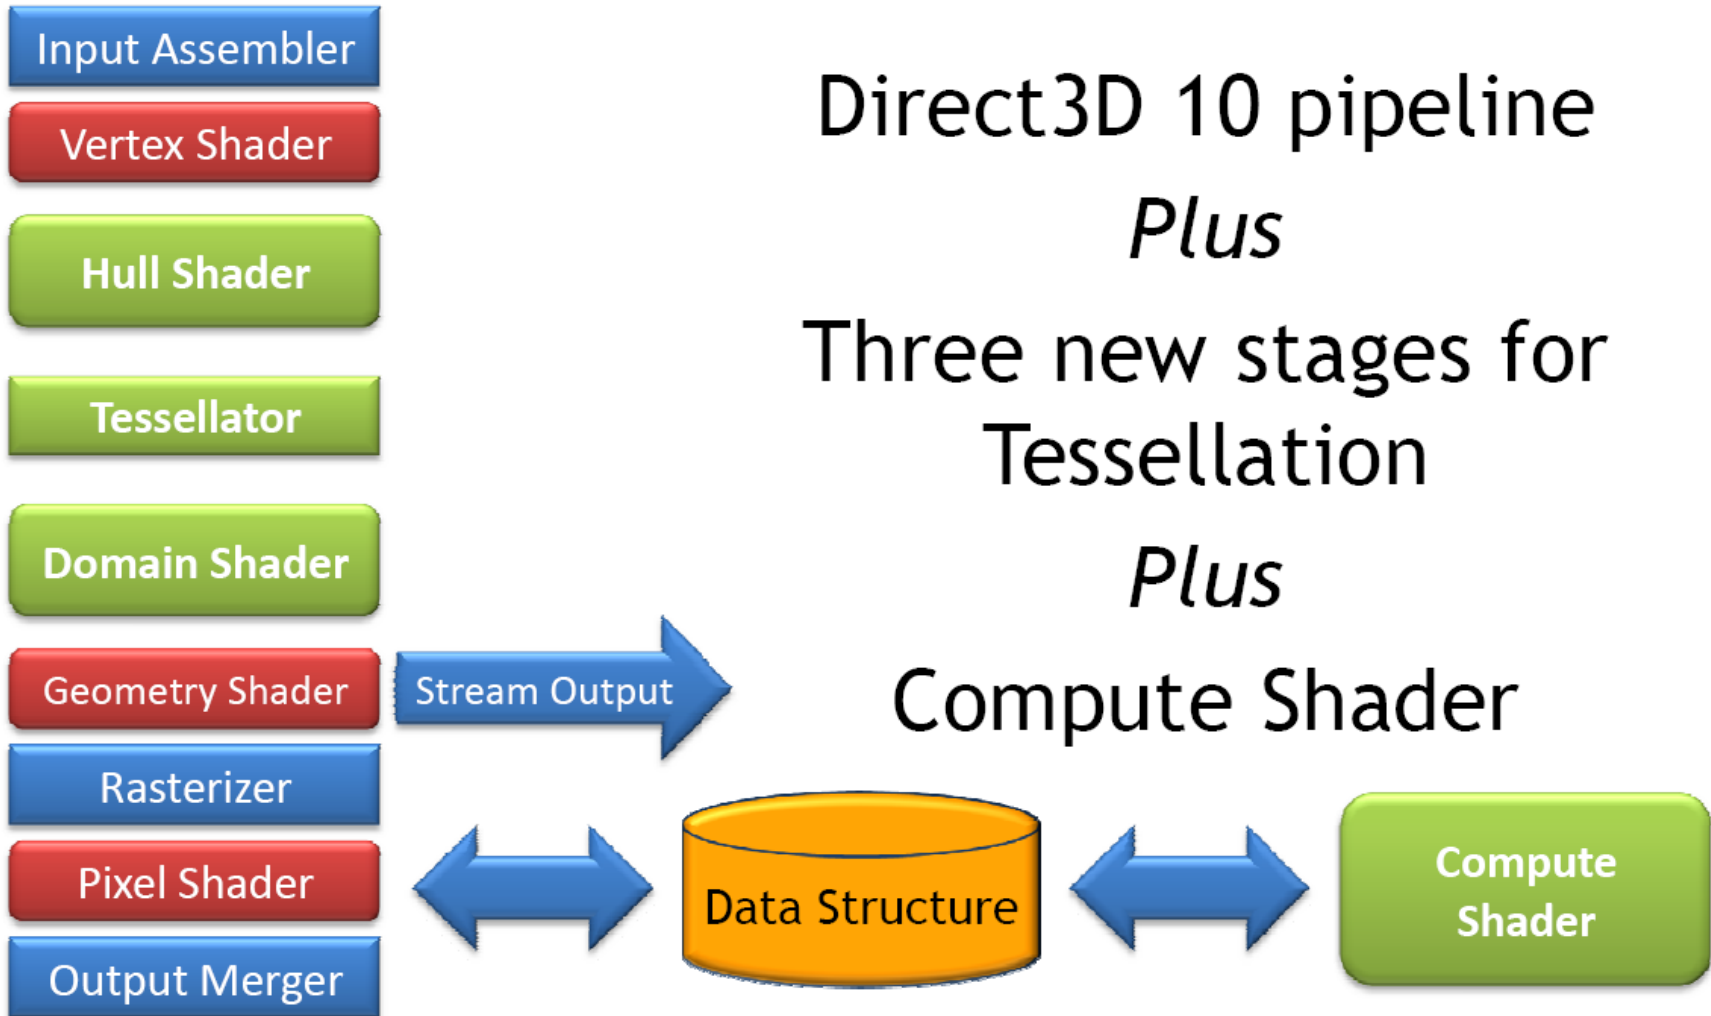 Input Assembler
Vertex Shader
Hull Shader
Tessellator
Domain Shader
Geometry Shader
Stream Output
Rasterizer
Pixel Shader
Output Merger
Direct3D 10 pipeline
Plus
Three new stages for
Tessellation
Plus
Compute Shader
Data Structure
Compute
Shader